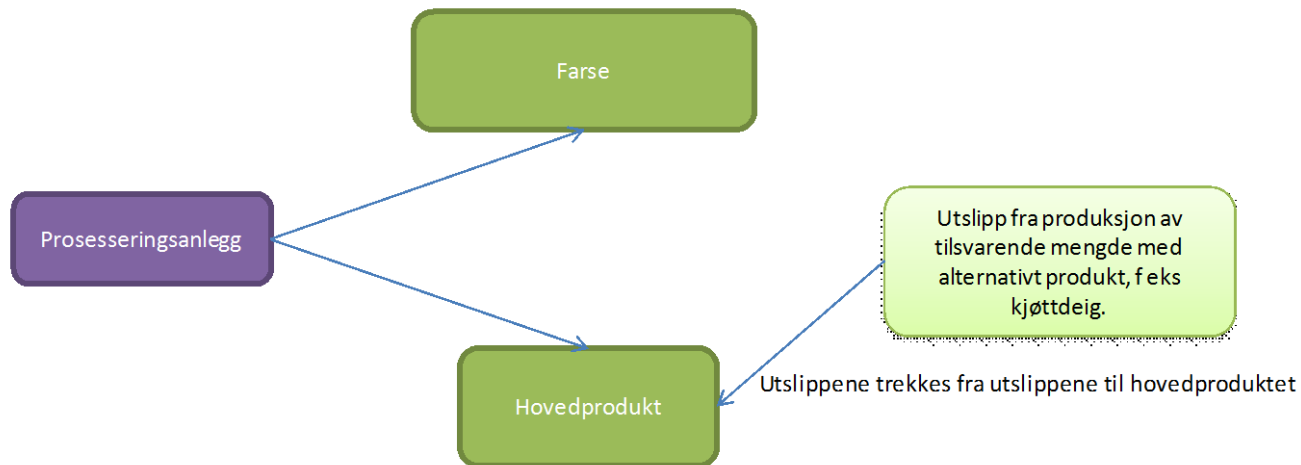 Farse
Prosesseringsanlegg
Utslipp fra produksjon av
tilsvarende mengde med
alternativt produkt, f eks
kjøttdeig.
Utslippene trekkes fra utslippene til hovedproduktet
Hovedprodukt